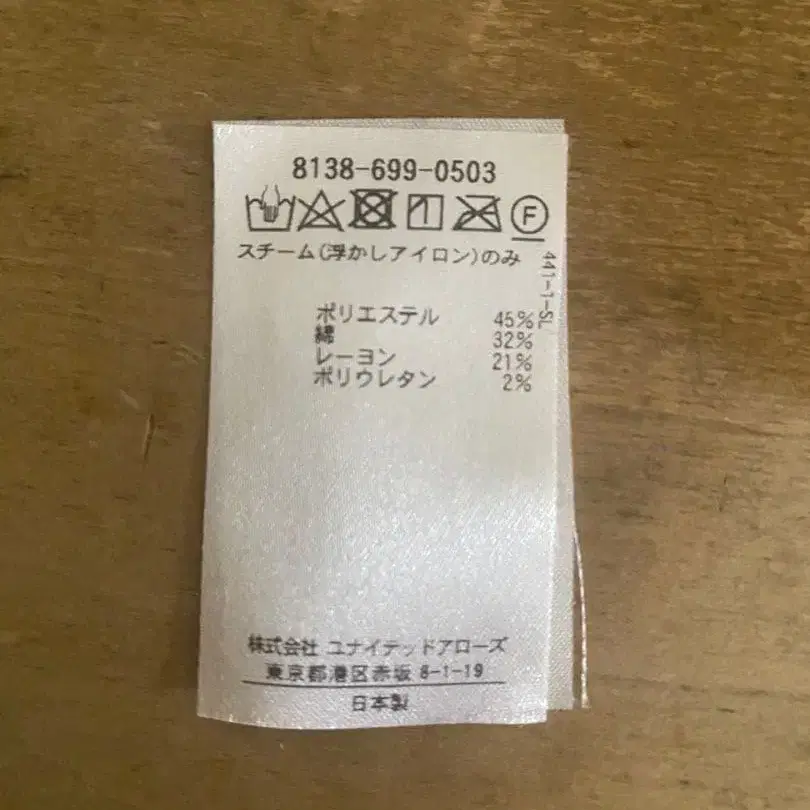 8138-699-0503
F
スチーム(浮かしアイロン)のみ
441-1-SL
ポリエステル 45%
綿 32%
レーヨン 21%
ポリウレタン 2%
株式会社 ユナイテッドアローズ
東京都港区赤坂 8-1-19
日本製